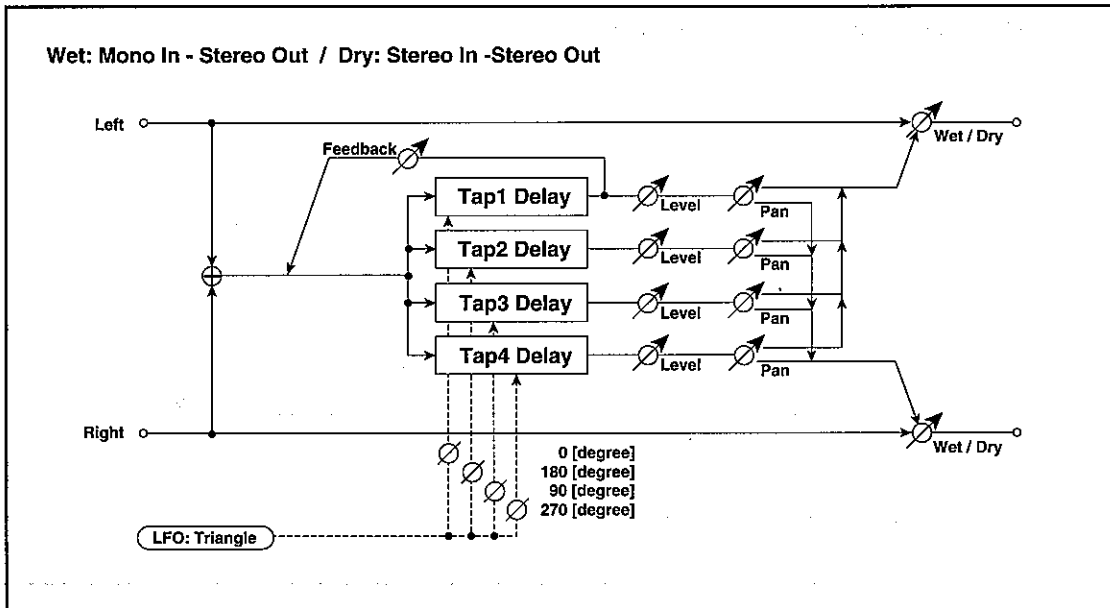 Wet: Mono In - Stereo Out / Dry: Stereo In -Stereo Out
Left
Wet / Dry
Feedback
Tap1 Delay
Level
Pan
Tap2 Delay
Level
Pan
Tap3 Delay
Level
Pan
Tap4 Delay
Level
Pan
Right
Wet / Dry
0 [degree]
180 [degree]
90 [degree]
270 [degree]
LFO: Triangle